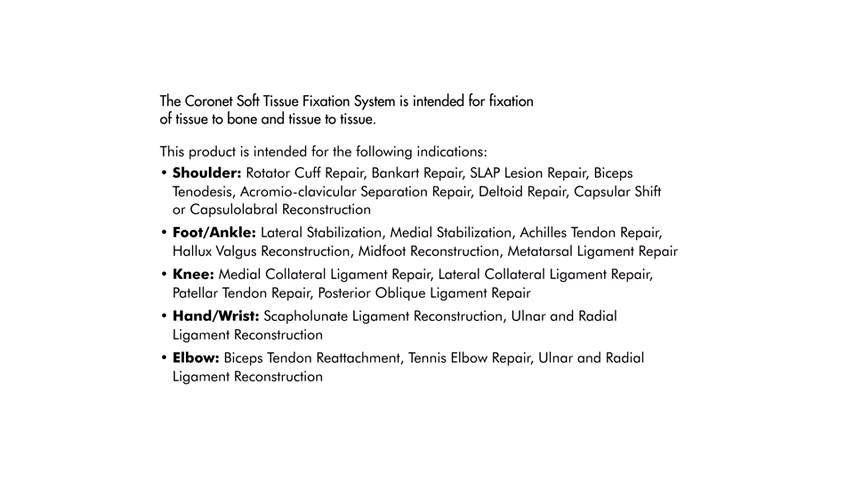 The Coronet Soft Tissue Fixation System is intended for fixation
of tissue to bone and tissue to tissue.
This product is intended for the following indications:
• Shoulder: Rotator Cuff Repair, Bankart Repair, SLAP Lesion Repair, Biceps
Tenodesis, Acromio-clavicular Separation Repair, Deltoid Repair, Capsular Shift
or Capsulolabral Reconstruction
• Foot/Ankle: Lateral Stabilization, Medial Stabilization, Achilles Tendon Repair,
Hallux Valgus Reconstruction, Midfoot Reconstruction, Metatarsal Ligament Repair
• Knee: Medial Collateral Ligament Repair, Lateral Collateral Ligament Repair,
Patellar Tendon Repair, Posterior Oblique Ligament Repair
• Hand/Wrist: Scapholunate Ligament Reconstruction, Ulnar and Radial
Ligament Reconstruction
• Elbow: Biceps Tendon Reattachment, Tennis Elbow Repair, Ulnar and Radial
Ligament Reconstruction